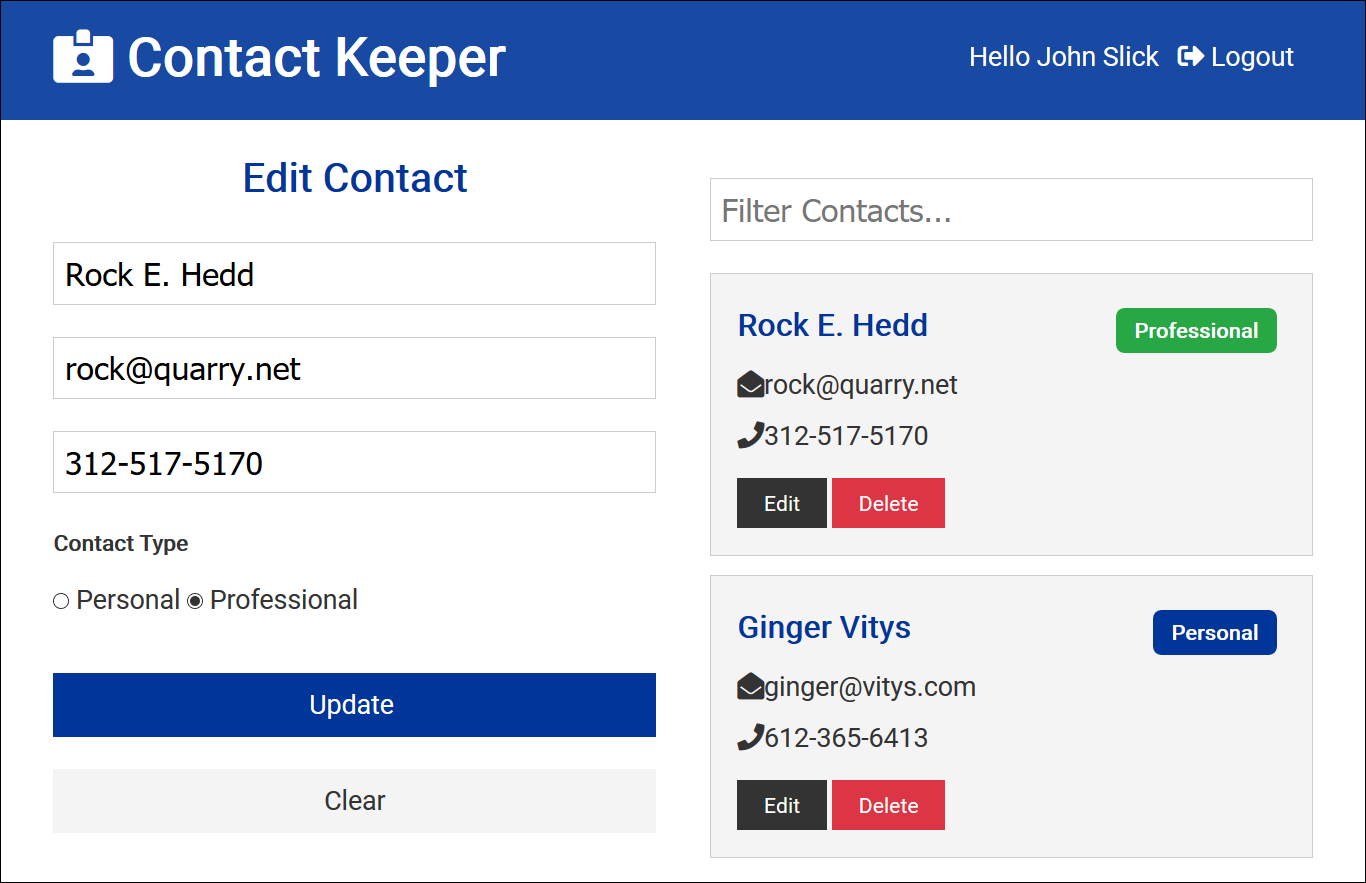 Contact Keeper
Hello John Slick Logout
Edit Contact
Rock E. Hedd
rock@quarry.net
312-517-5170
Contact Type
Personal Professional
Update
Clear
Filter Contacts...
Rock E. Hedd
Professional
rock@quarry.net
312-517-5170
Edit Delete
Ginger Vitys
Personal
ginger@vitys.com
612-365-6413
Edit Delete